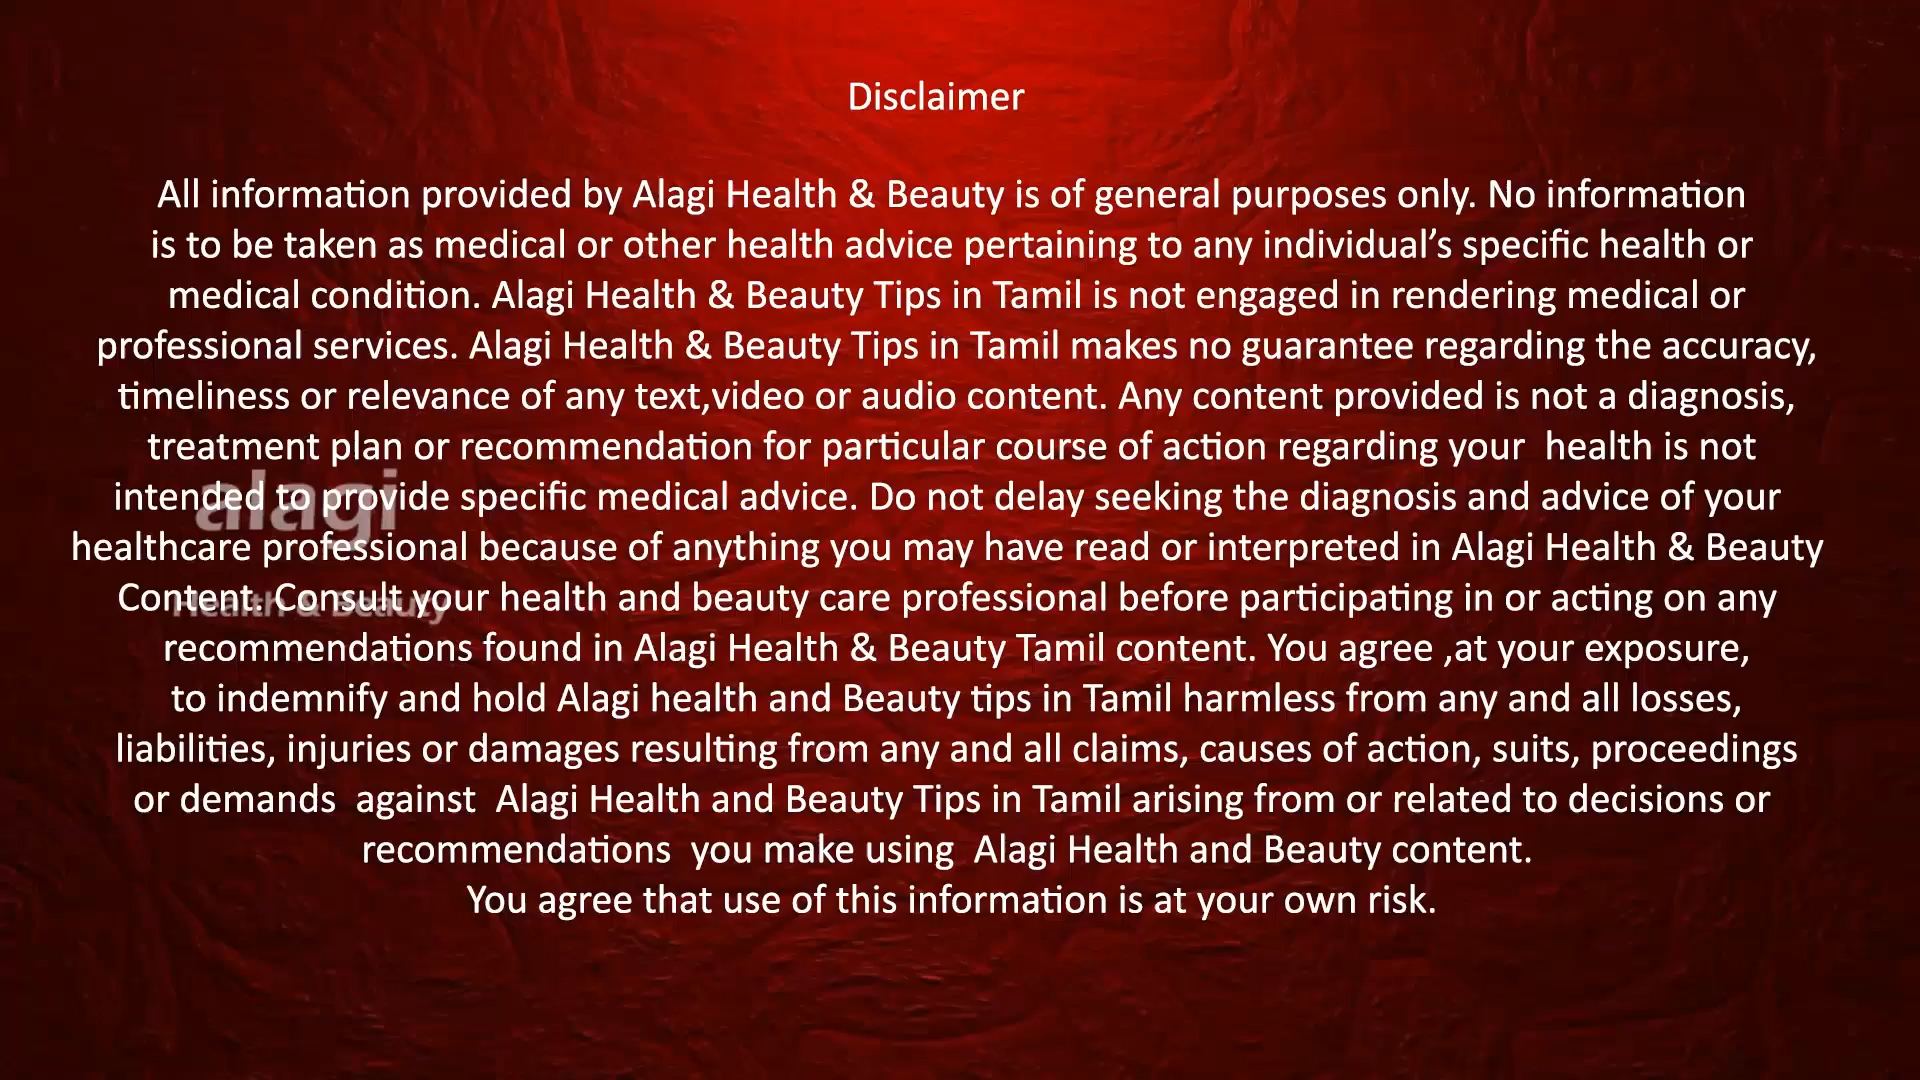 Disclaimer
All information provided by Alagi Health & Beauty is of general purposes only. No information
is to be taken as medical or other health advice pertaining to any individual’s specific health or
medical condition. Alagi Health & Beauty Tips in Tamil is not engaged in rendering medical or
professional services. Alagi Health & Beauty Tips in Tamil makes no guarantee regarding the accuracy,
timeliness or relevance of any text,video or audio content. Any content provided is not a diagnosis,
treatment plan or recommendation for particular course of action regarding your  health is not
intended to provide specific medical advice. Do not delay seeking the diagnosis and advice of your
healthcare professional because of anything you may have read or interpreted in Alagi Health & Beauty
Content. Consult your health and beauty care professional before participating in or acting on any
recommendations found in Alagi Health & Beauty Tamil content. You agree ,at your exposure,
to indemnify and hold Alagi health and Beauty tips in Tamil harmless from any and all losses,
liabilities, injuries or damages resulting from any and all claims, causes of action, suits, proceedings
or demands  against  Alagi Health and Beauty Tips in Tamil arising from or related to decisions or
recommendations  you make using  Alagi Health and Beauty content.
You agree that use of this information is at your own risk.
alagi
Health & Beauty